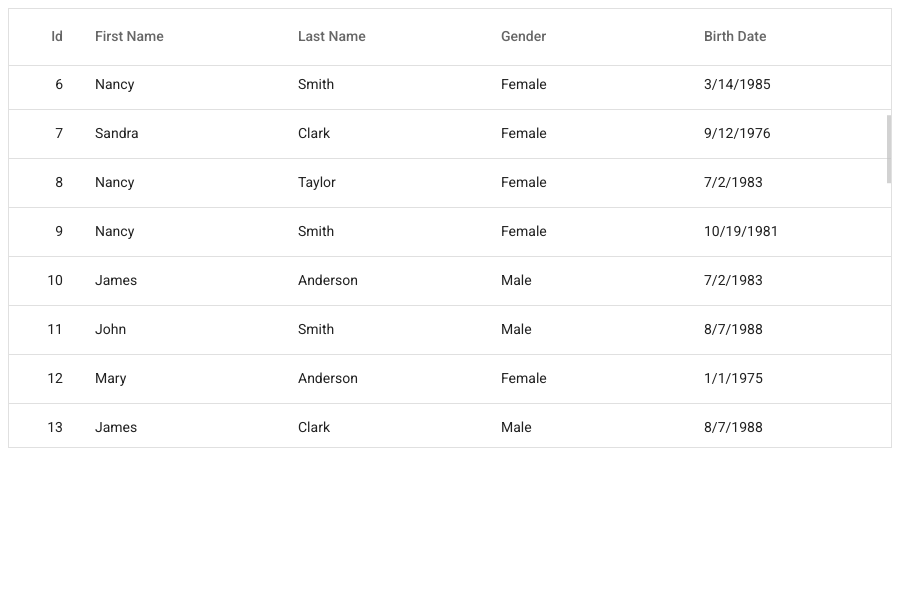 Id First Name Last Name Gender Birth Date
6 Nancy Smith Female 3/14/1985
7 Sandra Clark Female 9/12/1976
8 Nancy Taylor Female 7/2/1983
9 Nancy Smith Female 10/19/1981
10 James Anderson Male 7/2/1983
11 John Smith Male 8/7/1988
12 Mary Anderson Female 1/1/1975
13 James Clark Male 8/7/1988